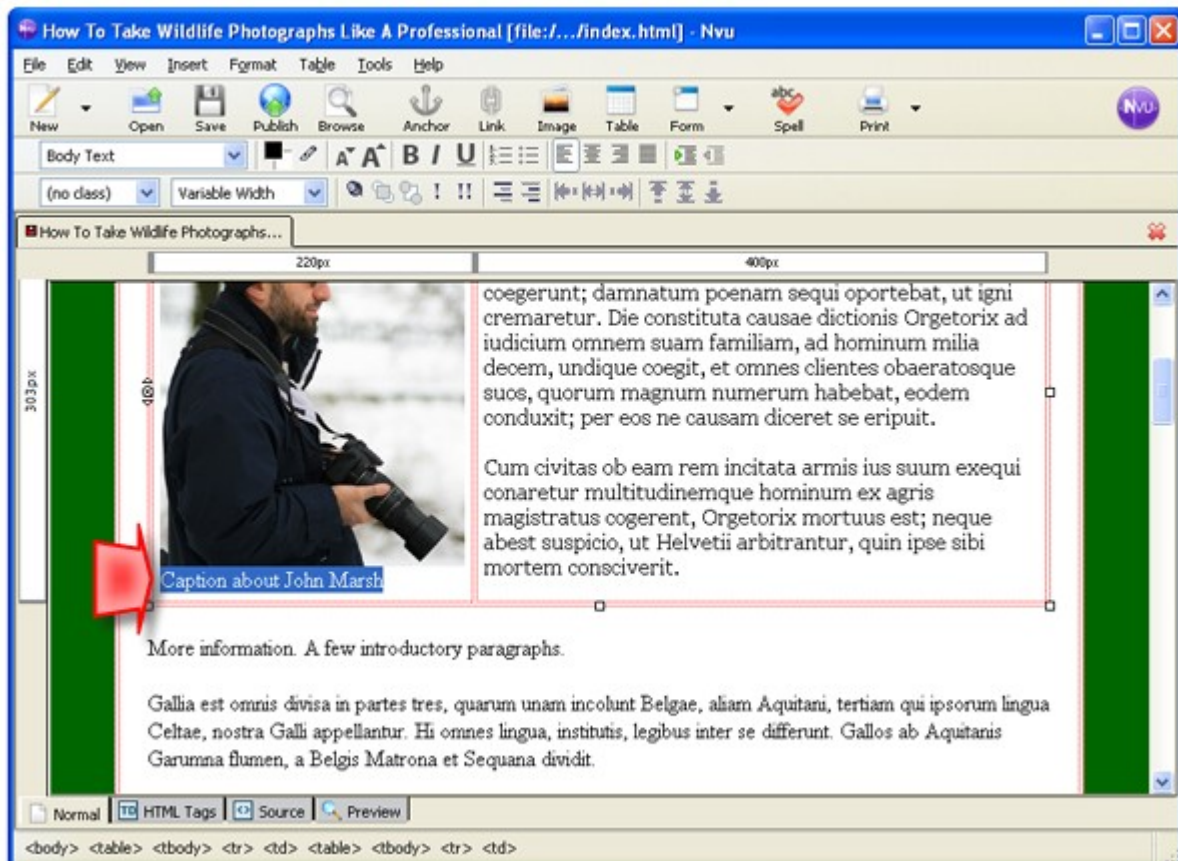 How To Take Wildlife Photographs Like A Professional [file:/.../index.html] - Nvu
File Edit View Insert Format Table Tools Help
abc
New Open Save Publish Browse Anchor Link Image Table Form Spell Print
NVU
Body Text A A B I U
(no class) Variable Width ! !!
How To Take Wildlife Photographs...
220px 400px
303px
coegerunt; damnatum poenam sequi oportebat, ut igni
cremaretur. Die constituta causae dictionis Orgetorix ad
iudicium omnem suam familiam, ad hominum milia
decem, undique coegit, et omnes clientes obaeratosque
suos, quorum magnum numerum habebat, eodem
conduxit; per eos ne causam diceret se eripuit.
Cum civitas ob eam rem incitata armis ius suum exequi
conaretur multitudinemque hominum ex agris
magistratus cogerent, Orgetorix mortuus est; neque
abest suspicio, ut Helvetii arbitrantur, quin ipse sibi
mortem consciverit.
Caption about John Marsh
More information. A few introductory paragraphs.
Gallia est omnis divisa in partes tres, quarum unam incolunt Belgae, aliam Aquitani, tertiam qui ipsorum lingua
Celtae, nostra Galli appellantur. Hi omnes lingua, institutis, legibus inter se differunt. Gallos ab Aquitanis
Garumna flumen, a Belgis Matrona et Sequana dividit.
Normal TD HTML Tags Source Preview
<body> <table> <tbody> <tr> <td> <table> <tbody> <tr> <td>